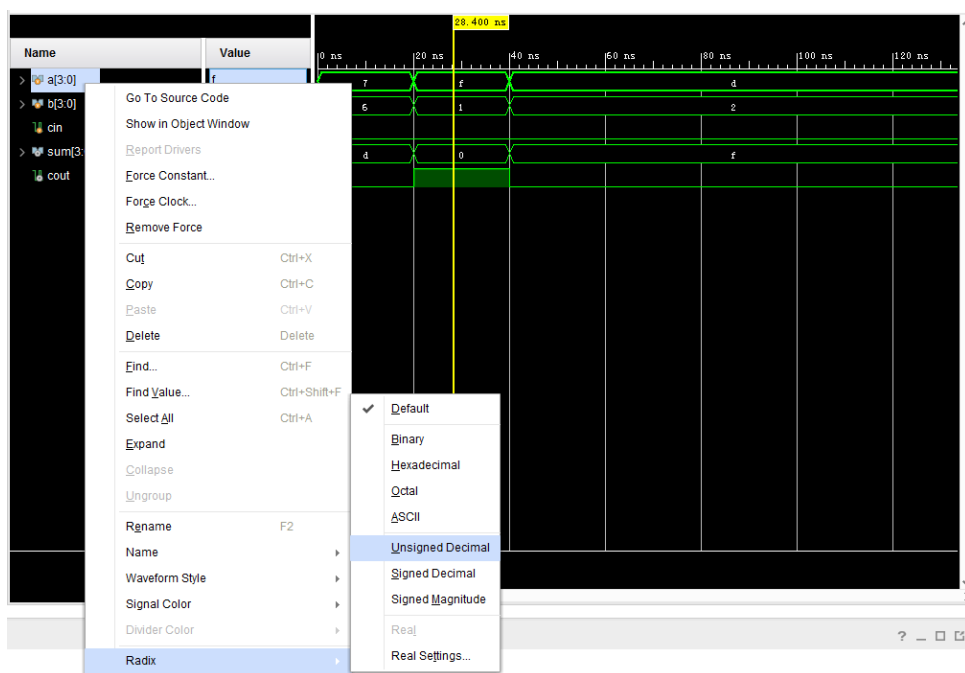 28.400 ns
Name Value
0 ns 20 ns 40 ns 60 ns 80 ns 100 ns 120 ns
a[3:0] f 7 f d
b[3:0] 6 1 2
cin
sum[3: d 0 f
cout
Go To Source Code
Show in Object Window
Report Drivers
Force Constant...
Force Clock...
Remove Force
Cut Ctrl+X
Copy Ctrl+C
Paste Ctrl+V
Delete Delete
Find... Ctrl+F
Find Value... Ctrl+Shift+F
Select All Ctrl+A
Expand
Collapse
Ungroup
Rename F2
Name
Waveform Style
Signal Color
Divider Color
Radix
Default
Binary
Hexadecimal
Octal
ASCII
Unsigned Decimal
Signed Decimal
Signed Magnitude
Real
Real Settings...
?